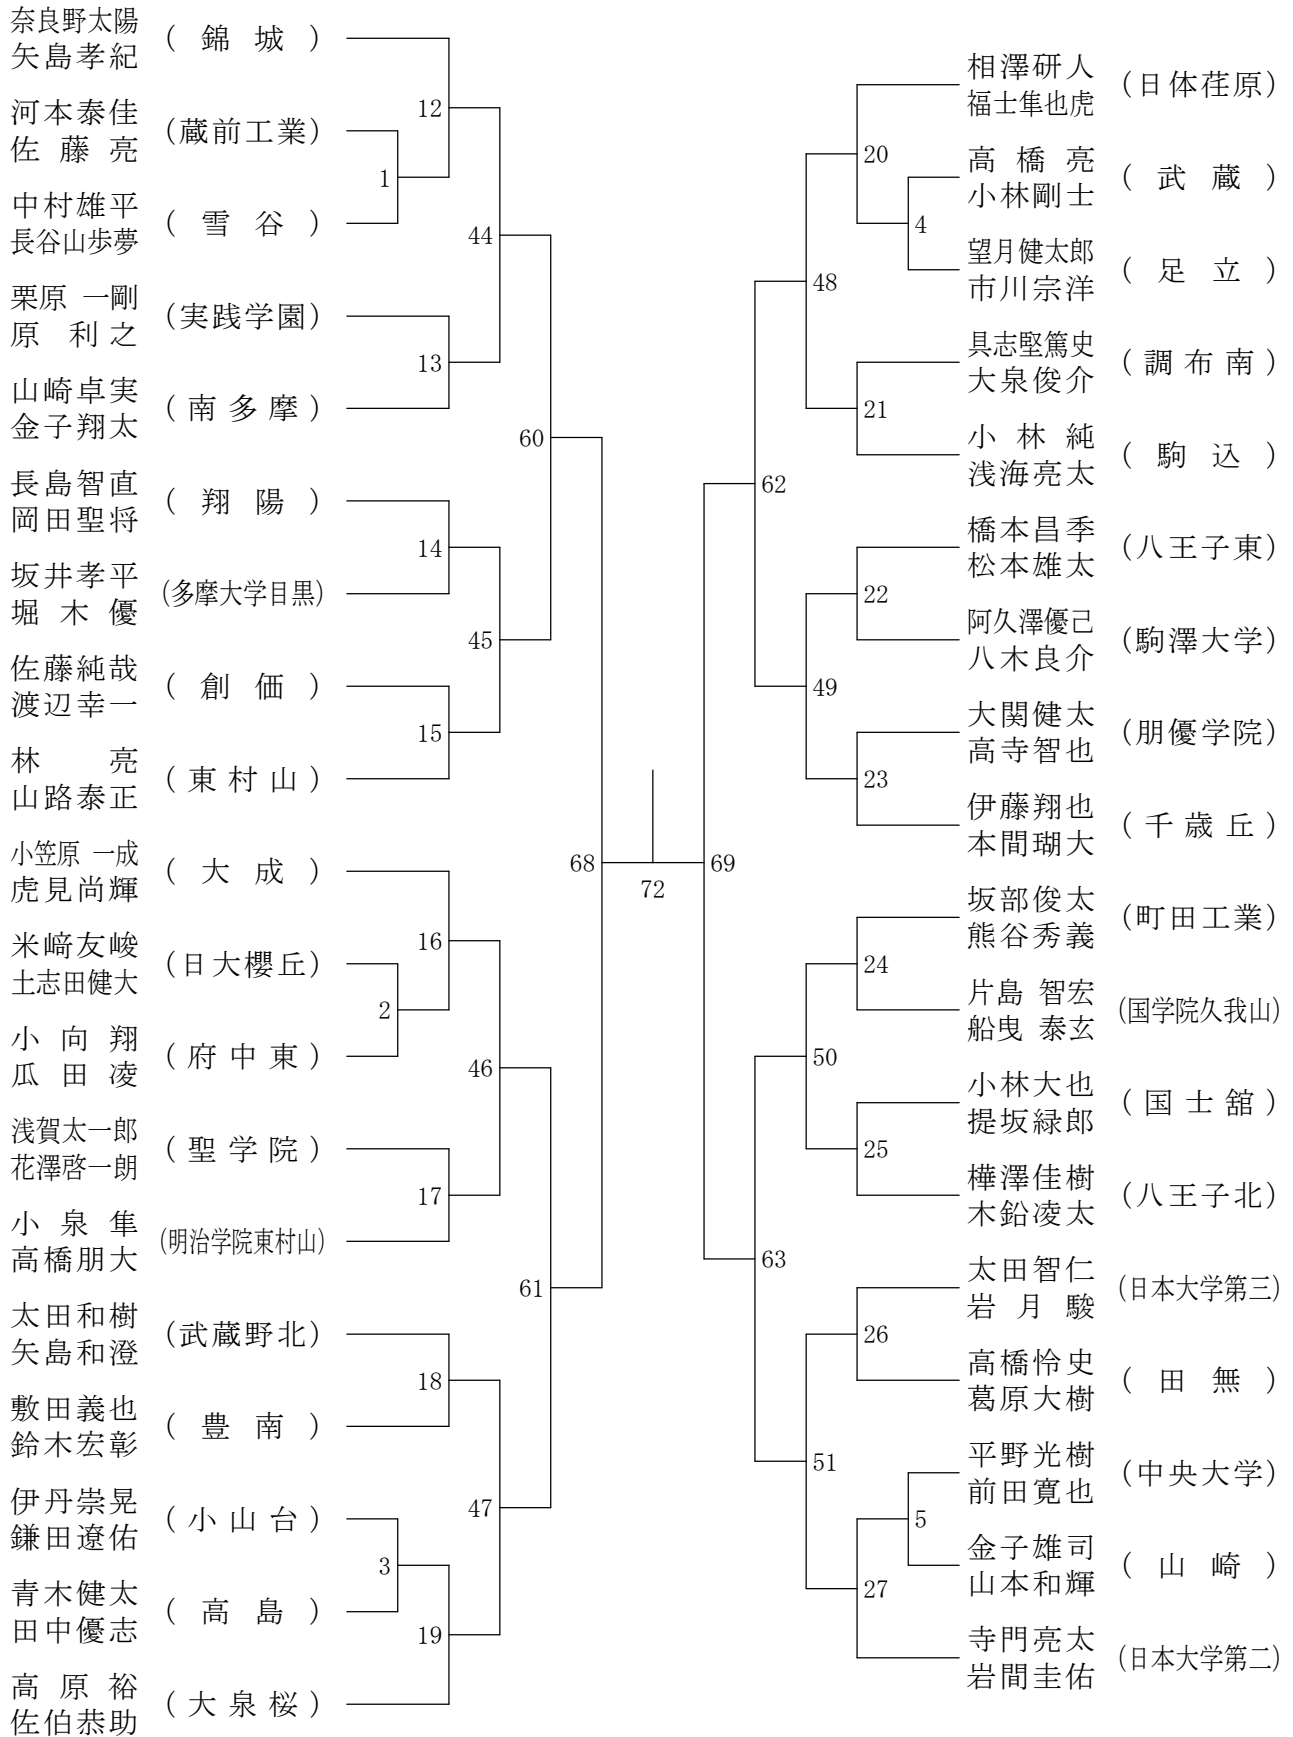 奈良野太陽
矢島孝紀
(錦城)
河本泰佳
佐藤亮
(蔵前工業)
中村雄平
長谷山歩夢
(雪谷)
栗原 一剛
原利之
(実践学園)
山崎卓実
金子翔太
(南多摩)
長島智直
岡田聖将
(翔陽)
坂井孝平
堀木優
(多摩大学目黒)
佐藤純哉
渡辺幸一
(創価)
林亮
山路泰正
(東村山)
小笠原 一成
虎見尚輝
(大成)
米﨑友峻
土志田健大
(日大櫻丘)
小向翔
瓜田凌
(府中東)
浅賀太一郎
花澤啓一朗
(聖学院)
小泉隼
高橋朋大
(明治学院東村山)
太田和樹
矢島和澄
(武蔵野北)
敷田義也
鈴木宏彰
(豊南)
伊丹崇晃
鎌田遼佑
(小山台)
青木健太
田中優志
(高島)
高原裕
佐伯恭助
(大泉桜)
12
1
44
13
60
14
45
15
68
16
2
46
17
61
18
47
3
19
72
69
20
4
48
21
62
22
49
23
24
50
25
63
26
51
5
27
相澤研人
福士隼也虎
(日体荏原)
高橋亮
小林剛士
(武蔵)
望月健太郎
市川宗洋
(足立)
具志堅篤史
大泉俊介
(調布南)
小林純
浅海亮太
(駒込)
橋本昌季
松本雄太
(八王子東)
阿久澤優己
八木良介
(駒澤大学)
大関健太
高寺智也
(朋優学院)
伊藤翔也
本間瑚大
(千歳丘)
坂部俊太
熊谷秀義
(町田工業)
片島 智宏
船曳 泰玄
(国学院久我山)
小林大也
提坂緑郎
(国士舘)
樺澤佳樹
木鉛凌太
(八王子北)
太田智仁
岩月駿
(日本大学第三)
高橋怜史
葛原大樹
(田無)
平野光樹
前田寛也
(中央大学)
金子雄司
山本和輝
(山崎)
寺門亮太
岩間圭佑
(日本大学第二)